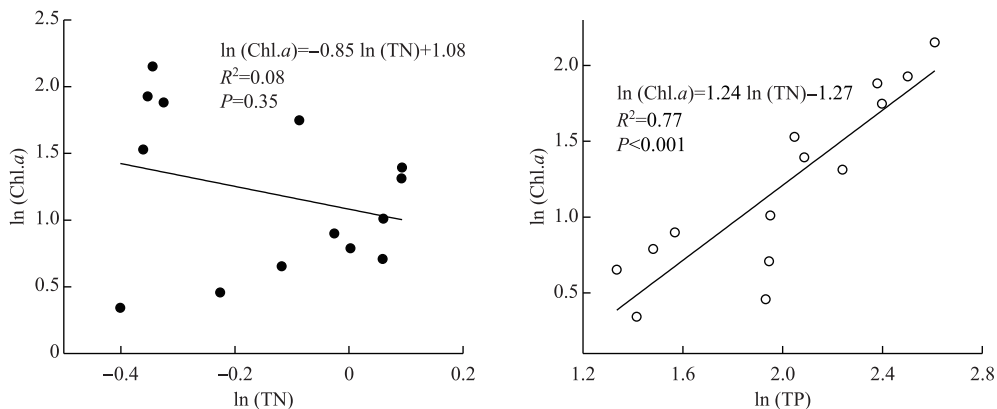 2.5
2.0
1.5
1.0
0.5
0
ln (Chl.a)
ln (Chl.a)=−0.85 ln (TN)+1.08
R²=0.08
P=0.35
−0.4
−0.2
0
0.2
ln (TN)
2.0
1.5
1.0
0.5
ln (Chl.a)
ln (Chl.a)=1.24 ln (TN)−1.27
R²=0.77
P<0.001
1.2
1.6
2.0
2.4
2.8
ln (TP)